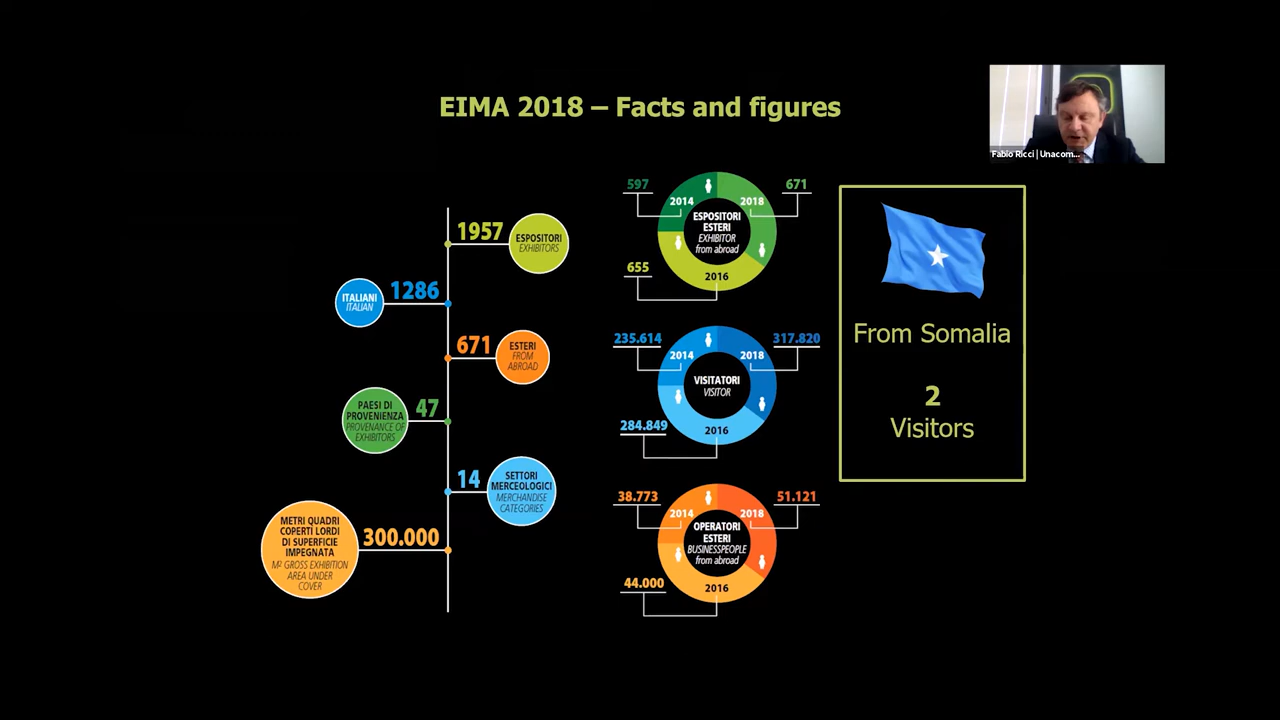 EIMA 2018 – Facts and figures
Fabio Ricci | Unacom...
1957
ESPOSITORI
EXHIBITORS
ITALIANI
ITALIAN
1286
671
ESTERI
FROM
ABROAD
PAESI DI
PROVENIENZA
PROVENANCE OF
EXHIBITORS
47
14
SETTORI
MERCEOLOGICI
MERCHANDISE
CATEGORIES
METRI QUADRI
COPERTI LORDI
DI SUPERFICIE
IMPEGNATA
M² GROSS EXHIBITION
AREA UNDER
COVER
300.000
597
671
2014
2018
ESPOSITORI
ESTERI
EXHIBITOR
from abroad
655
2016
235.614
317.820
2014
2018
VISITATORI
VISITOR
284.849
2016
38.773
51.121
2014
2018
OPERATORI
ESTERI
BUSINESSPEOPLE
from abroad
44.000
2016
From Somalia
2
Visitors